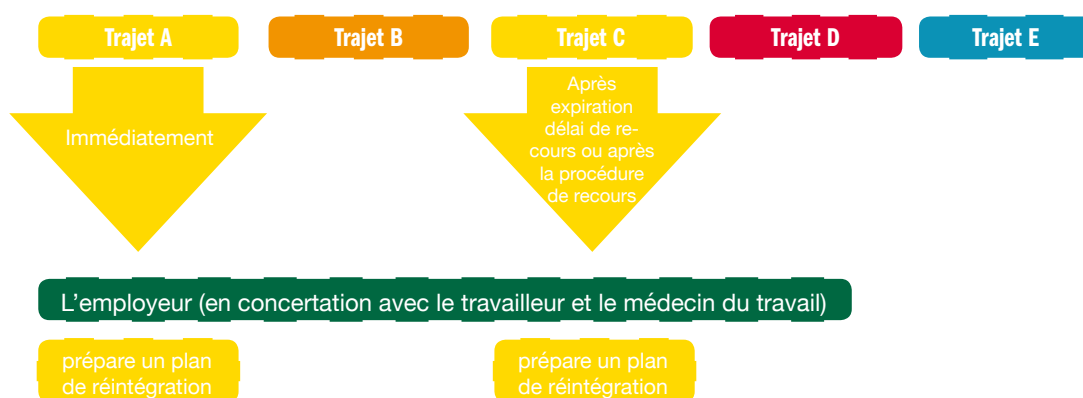 Trajet A
Trajet B
Trajet C
Trajet D
Trajet E
Immédiatement
Après
expiration
délai de re-
cours ou après
la procédure
de recours
L'employeur (en concertation avec le travailleur et le médecin du travail)
prépare un plan
de réintégration
prépare un plan
de réintégration